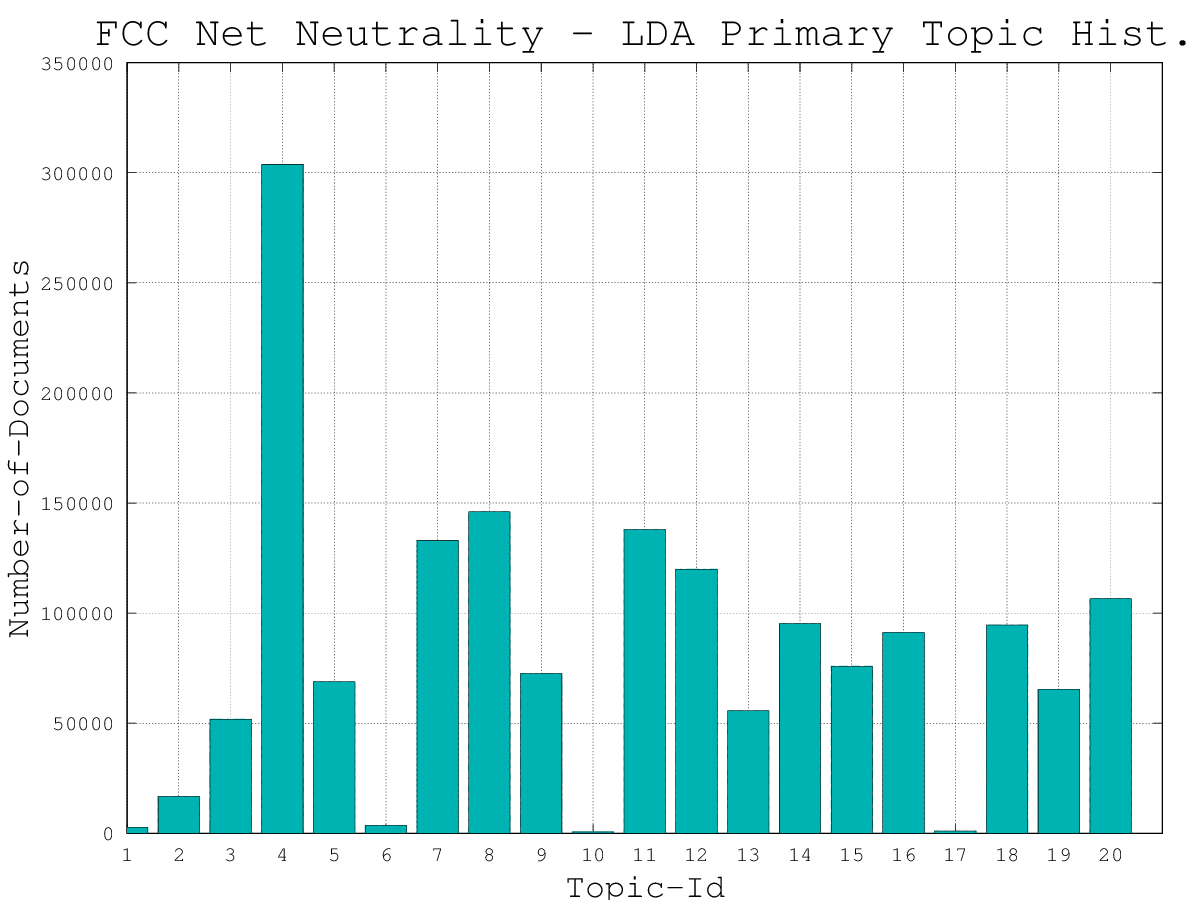 FCC Net Neutrality - LDA Primary Topic Hist.
350000
300000
250000
200000
150000
100000
50000
0
Number-of-Documents
1 2 3 4 5 6 7 8 9 10 11 12 13 14 15 16 17 18 19 20
Topic-Id